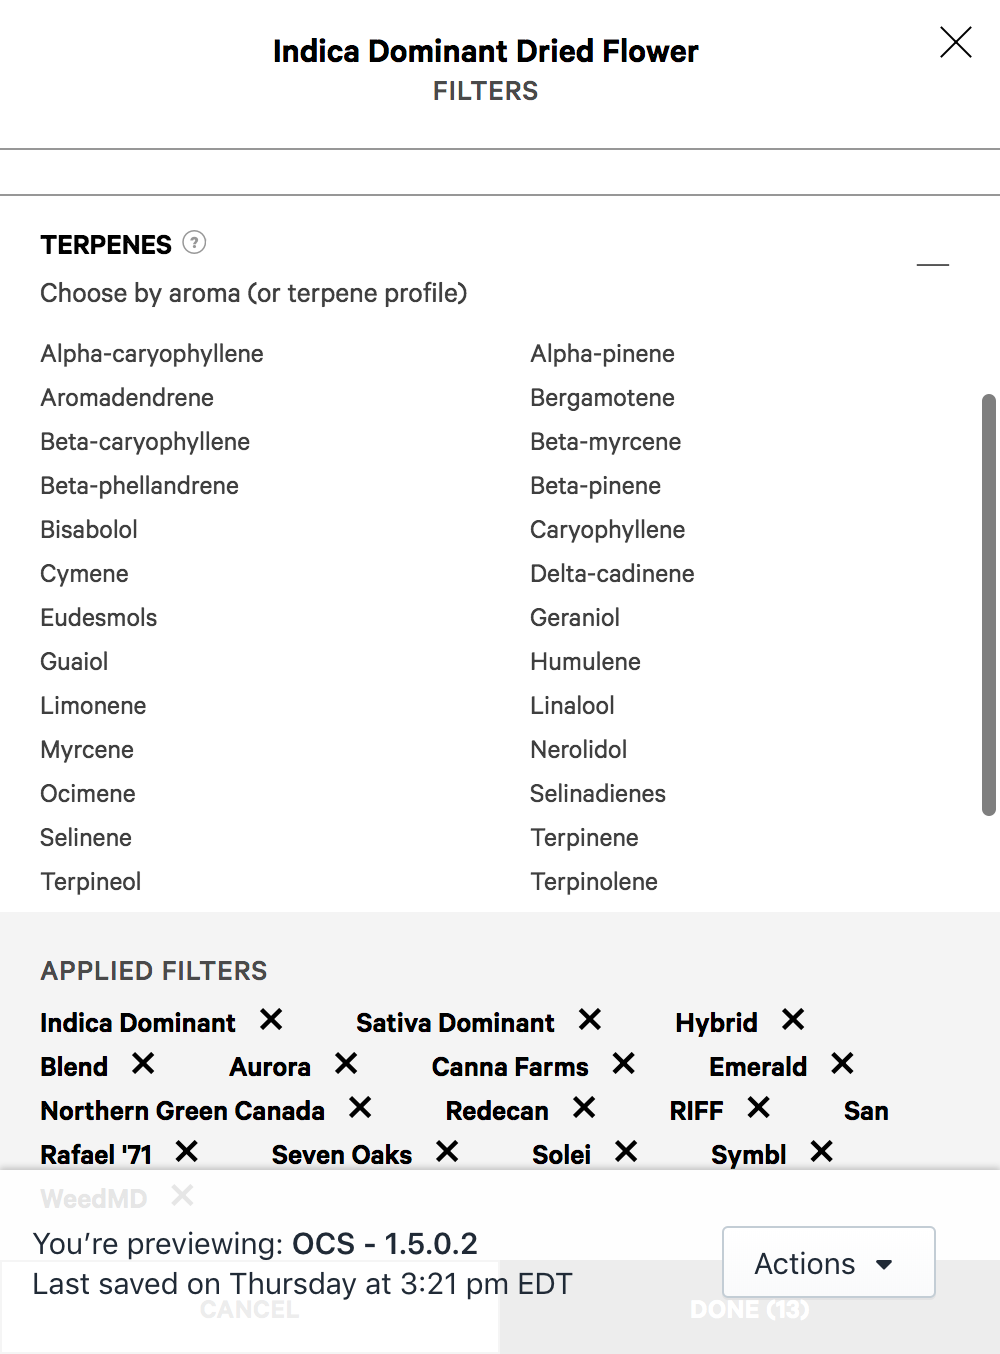 Indica Dominant Dried Flower
FILTERS
TERPENES ?
Choose by aroma (or terpene profile)
Alpha-caryophyllene Alpha-pinene
Aromadendrene Bergamotene
Beta-caryophyllene Beta-myrcene
Beta-phellandrene Beta-pinene
Bisabolol Caryophyllene
Cymene Delta-cadinene
Eudesmols Geraniol
Guaiol Humulene
Limonene Linalool
Myrcene Nerolidol
Ocimene Selinadienes
Selinene Terpinene
Terpineol Terpinolene
APPLIED FILTERS
Indica Dominant Sativa Dominant Hybrid
Blend Aurora Canna Farms Emerald
Northern Green Canada Redecan RIFF San
Rafael '71 Seven Oaks Solei Symbl
WeedMD
You’re previewing: OCS - 1.5.0.2
Last saved on Thursday at 3:21 pm EDT
Actions
CANCEL DONE (13)